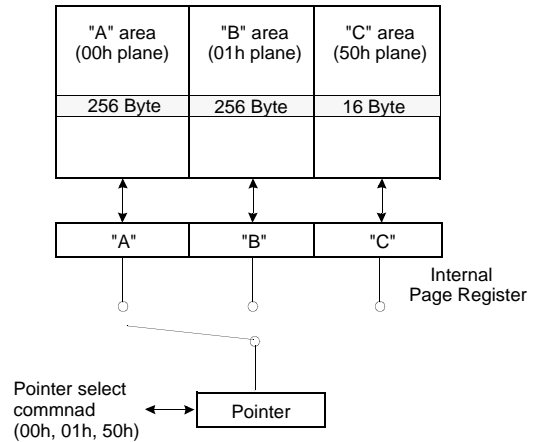 "A" area
(00h plane)
"B" area
(01h plane)
"C" area
(50h plane)
256 Byte
256 Byte
16 Byte
"A"
"B"
"C"
Internal
Page Register
Pointer select
commnad
(00h, 01h, 50h)
Pointer